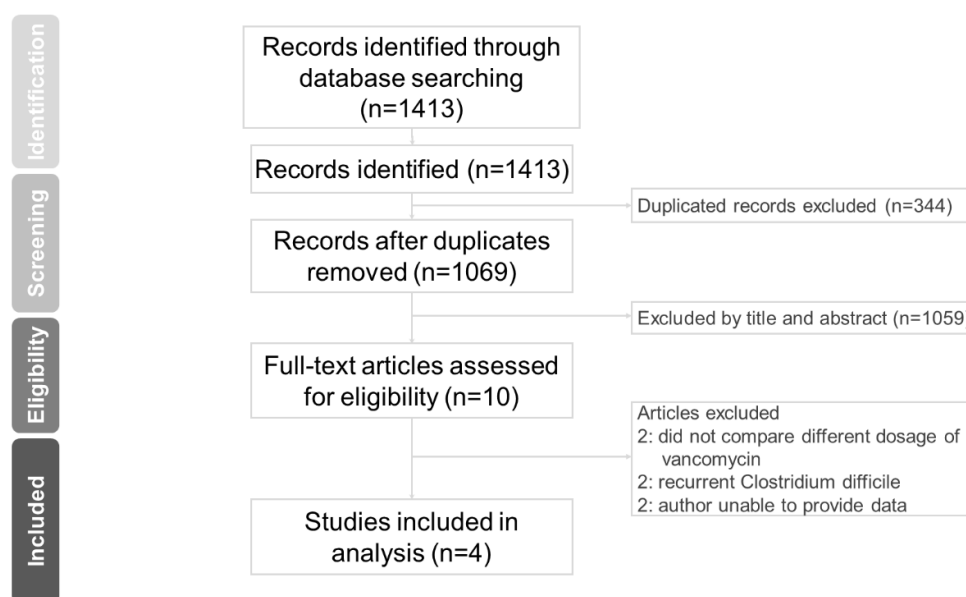 Identification
Records identified through
database searching
(n=1413)
Records identified (n=1413)
Screening
Duplicated records excluded (n=344)
Records after duplicates
removed (n=1069)
Excluded by title and abstract (n=1059
Eligibility
Full-text articles assessed
for eligibility (n=10)
Articles excluded
2: did not compare different dosage of
vancomycin
2: recurrent Clostridium difficile
2: author unable to provide data
Included
Studies included in
analysis (n=4)